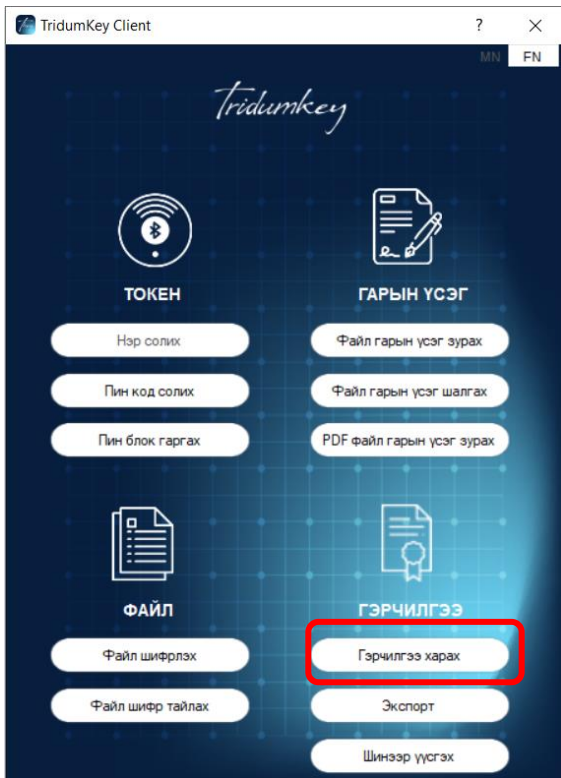 TridumKey Client
MN EN
Tridumkey
ТОКЕН
Нэр солих
Пин код солих
Пин блок гаргах
ГАРЫН ҮСЭГ
Файл гарын үсэг зурах
Файл гарын үсэг шалгах
PDF файл гарын үсэг зурах
ФАЙЛ
Файл шифрлэх
Файл шифр тайлах
ГЭРЧИЛГЭЭ
Гэрчилгээ харах
Экспорт
Шинээр үүсгэх